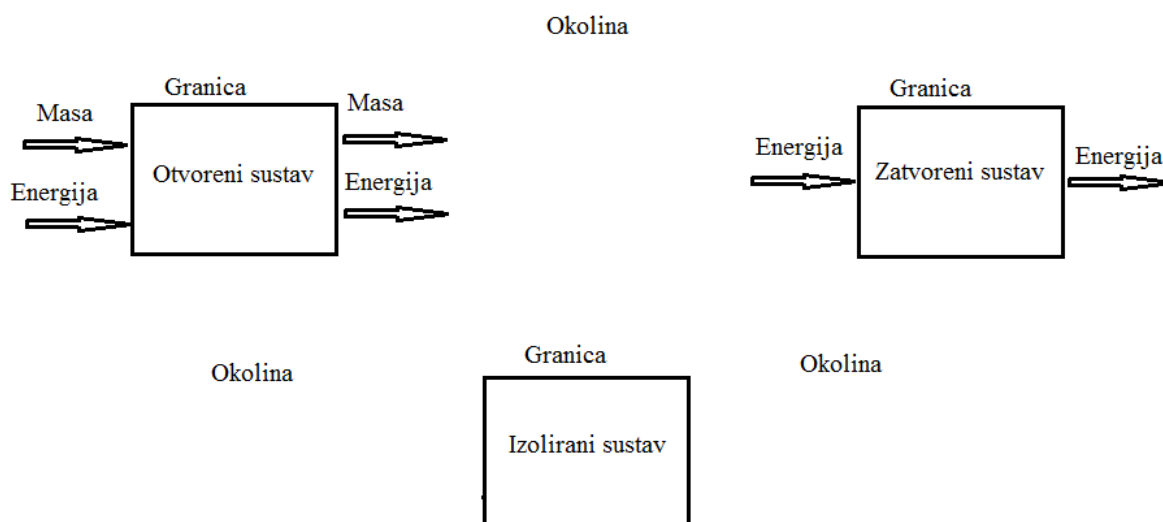 Okolina
Granica
Masa
Masa
Otvoreni sustav
Energija
Energija
Granica
Energija
Zatvoreni sustav
Energija
Okolina
Granica
Okolina
Izolirani sustav